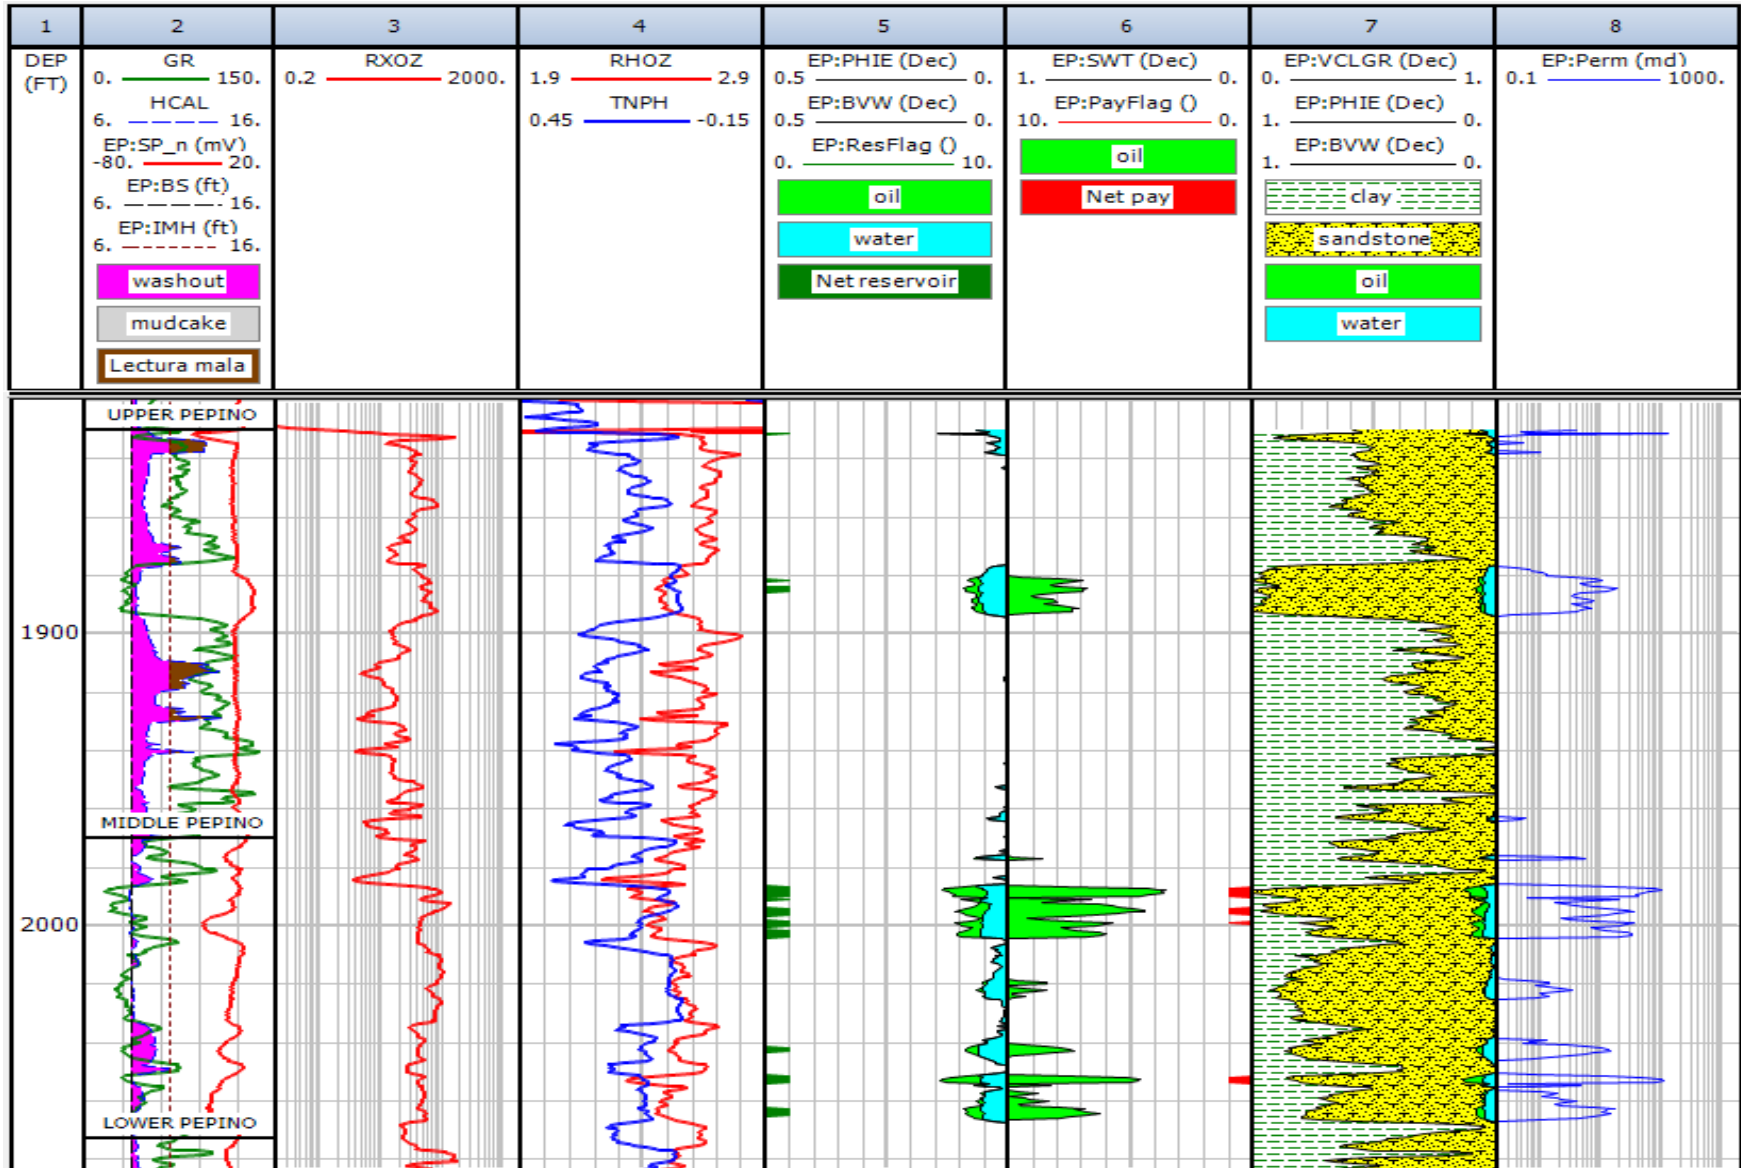 1 2 3 4 5 6 7 8
DEP
(FT)
GR
0. 150.
HCAL
6. 16.
EP:SP_n (mV)
-80. 20.
EP:BS (ft)
6. 16.
EP:IMH (ft)
6. 16.
washout
mudcake
Lectura mala
RXOZ
0.2 2000.
RHOZ
1.9 2.9
TNPH
0.45 -0.15
EP:PHIE (Dec)
0.5 0.
EP:BVW (Dec)
0.5 0.
EP:ResFlag ()
0. 10.
oil
water
Net reservoir
EP:SWT (Dec)
1. 0.
EP:PayFlag ()
10. 0.
oil
Net pay
EP:VCLGR (Dec)
0. 1.
EP:PHIE (Dec)
1. 0.
EP:BVW (Dec)
1. 0.
clay
sandstone
oil
water
EP:Perm (md)
0.1 1000.
UPPER PEPINO
1900
MIDDLE PEPINO
2000
LOWER PEPINO